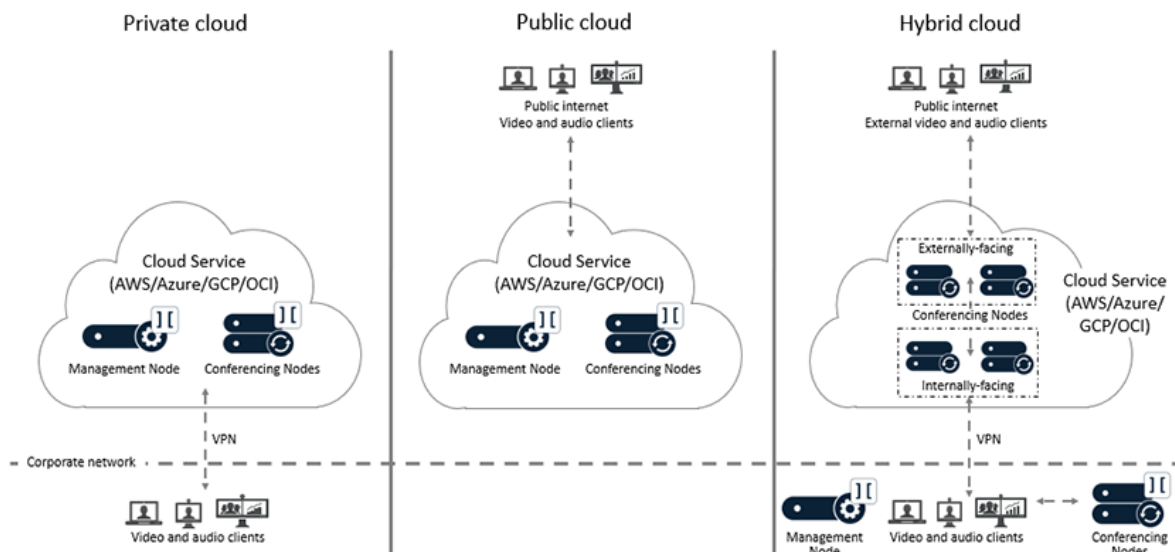 Private cloud
Cloud Service
(AWS/Azure/GCP/OCI)
][
][
Management Node
Conferencing Nodes
VPN
Corporate network
Video and audio clients
Public cloud
Public internet
Video and audio clients
Cloud Service
(AWS/Azure/GCP/OCI)
][
][
Management Node
Conferencing Nodes
Hybrid cloud
Public internet
External video and audio clients
Externally-facing
Conferencing Nodes
Internally-facing
Cloud Service
(AWS/Azure/
GCP/OCI)
VPN
][
Management
Node
Video and audio clients
][
Conferencing
Nodes